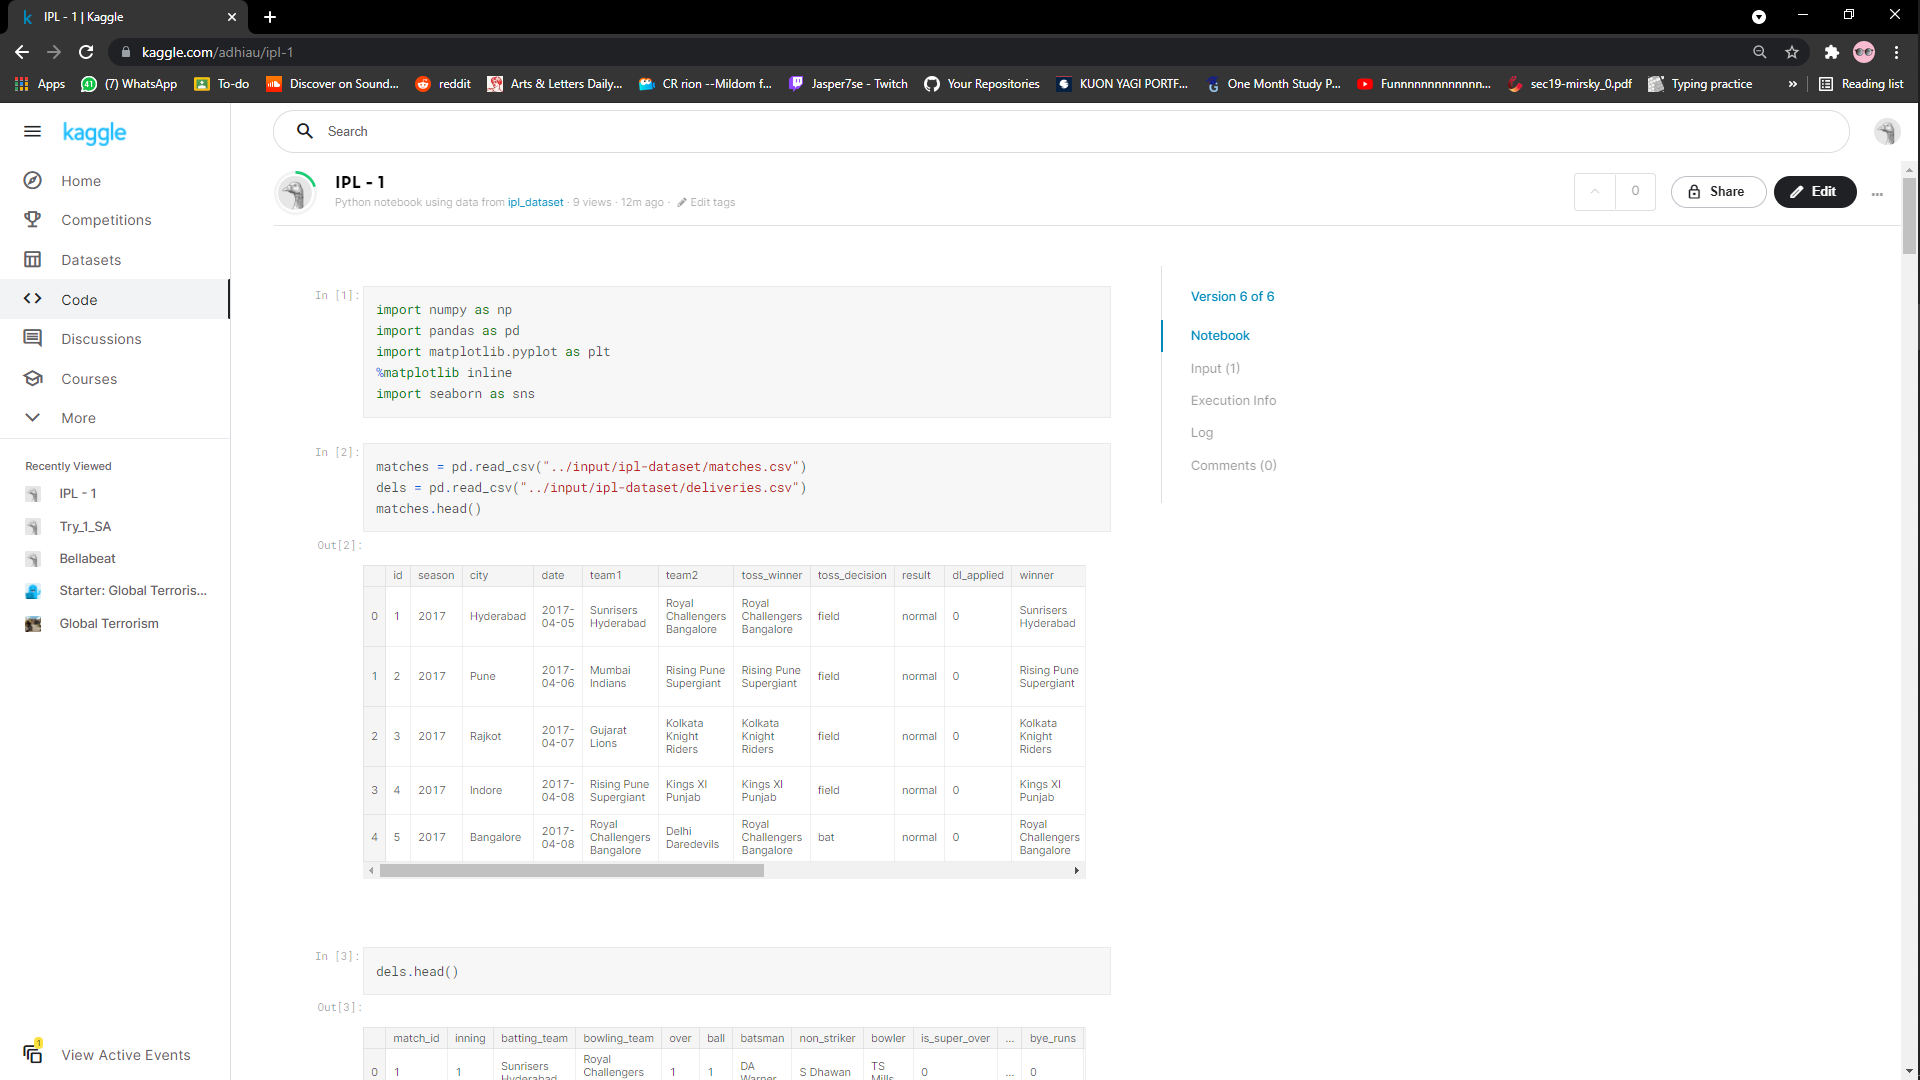 IPL - 1 | Kaggle
kaggle.com/adhiau/ipl-1
Apps
(7) WhatsApp
To-do
Discover on Sound...
reddit
Arts & Letters Daily...
CR rion --Mildom f...
Jasper7se - Twitch
Your Repositories
KUON YAGI PORTF...
One Month Study P...
Funnnnnnnnnnnnn...
sec19-mirsky_0.pdf
Typing practice
»
Reading list
kaggle
Search
Home
Competitions
Datasets
Code
Discussions
Courses
More
Recently Viewed
IPL - 1
Try_1_SA
Bellabeat
Starter: Global Terroris...
Global Terrorism
1
View Active Events
IPL - 1
Python notebook using data from ipl_dataset · 9 views · 12m ago · Edit tags
0
Share
Edit
...
In [1]:
import numpy as np
import pandas as pd
import matplotlib.pyplot as plt
%matplotlib inline
import seaborn as sns
In [2]:
matches = pd.read_csv("../input/ipl-dataset/matches.csv")
dels = pd.read_csv("../input/ipl-dataset/deliveries.csv")
matches.head()
Out[2]:
id season city date team1 team2 toss_winner toss_decision result dl_applied winner
0 1 2017 Hyderabad 2017-04-05 Sunrisers Hyderabad Royal Challengers Bangalore Royal Challengers Bangalore field normal 0 Sunrisers Hyderabad
1 2 2017 Pune 2017-04-06 Mumbai Indians Rising Pune Supergiant Rising Pune Supergiant field normal 0 Rising Pune Supergiant
2 3 2017 Rajkot 2017-04-07 Gujarat Lions Kolkata Knight Riders Kolkata Knight Riders field normal 0 Kolkata Knight Riders
3 4 2017 Indore 2017-04-08 Rising Pune Supergiant Kings XI Punjab Kings XI Punjab field normal 0 Kings XI Punjab
4 5 2017 Bangalore 2017-04-08 Royal Challengers Bangalore Delhi Daredevils Royal Challengers Bangalore bat normal 0 Royal Challengers Bangalore
In [3]:
dels.head()
Out[3]:
match_id inning batting_team bowling_team over ball batsman non_striker bowler is_super_over ... bye_runs
0 1 1 Sunrisers Hyderabad Royal Challengers 1 1 DA Warner S Dhawan TS Mills 0 ... 0
Version 6 of 6
Notebook
Input (1)
Execution Info
Log
Comments (0)